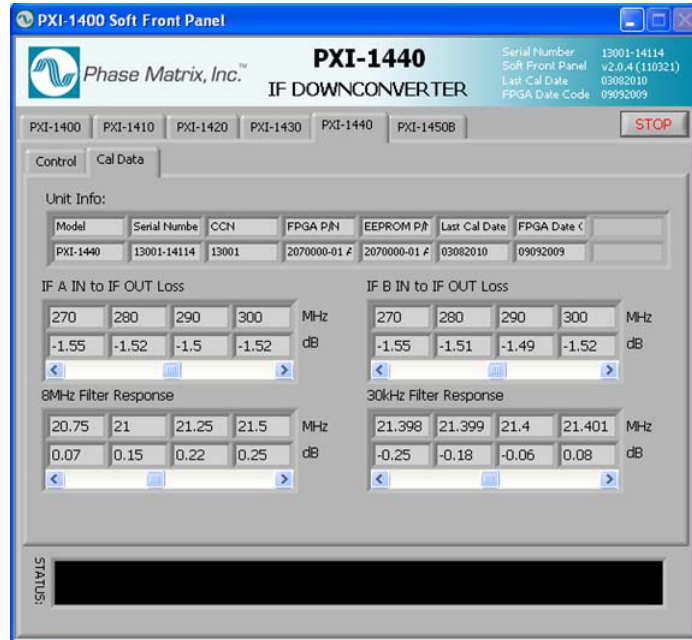 PXI-1400 Soft Front Panel
Phase Matrix, Inc.™
PXI-1440
IF DOWNCONVERTER
Serial Number 13001-14114
Soft Front Panel v2.0.4 (110321)
Last Cal Date 03082010
FPGA Date Code 09092009
PXI-1400 PXI-1410 PXI-1420 PXI-1430 PXI-1440 PXI-1450B STOP
Control Cal Data
Unit Info:
Model Serial Numbe CCN FPGA P/N EEPROM P/ Last Cal Date FPGA Date
PXI-1440 13001-14114 13001 2070000-01 2070000-01 03082010 09092009
IF A IN to IF OUT Loss
270 280 290 300 MHz
-1.55 -1.52 -1.5 -1.52 dB
IF B IN to IF OUT Loss
270 280 290 300 MHz
-1.55 -1.51 -1.49 -1.52 dB
8MHz Filter Response
20.75 21 21.25 21.5 MHz
0.07 0.15 0.22 0.25 dB
30kHz Filter Response
21.398 21.399 21.4 21.401 MHz
-0.25 -0.18 -0.06 0.08 dB
STATUS: